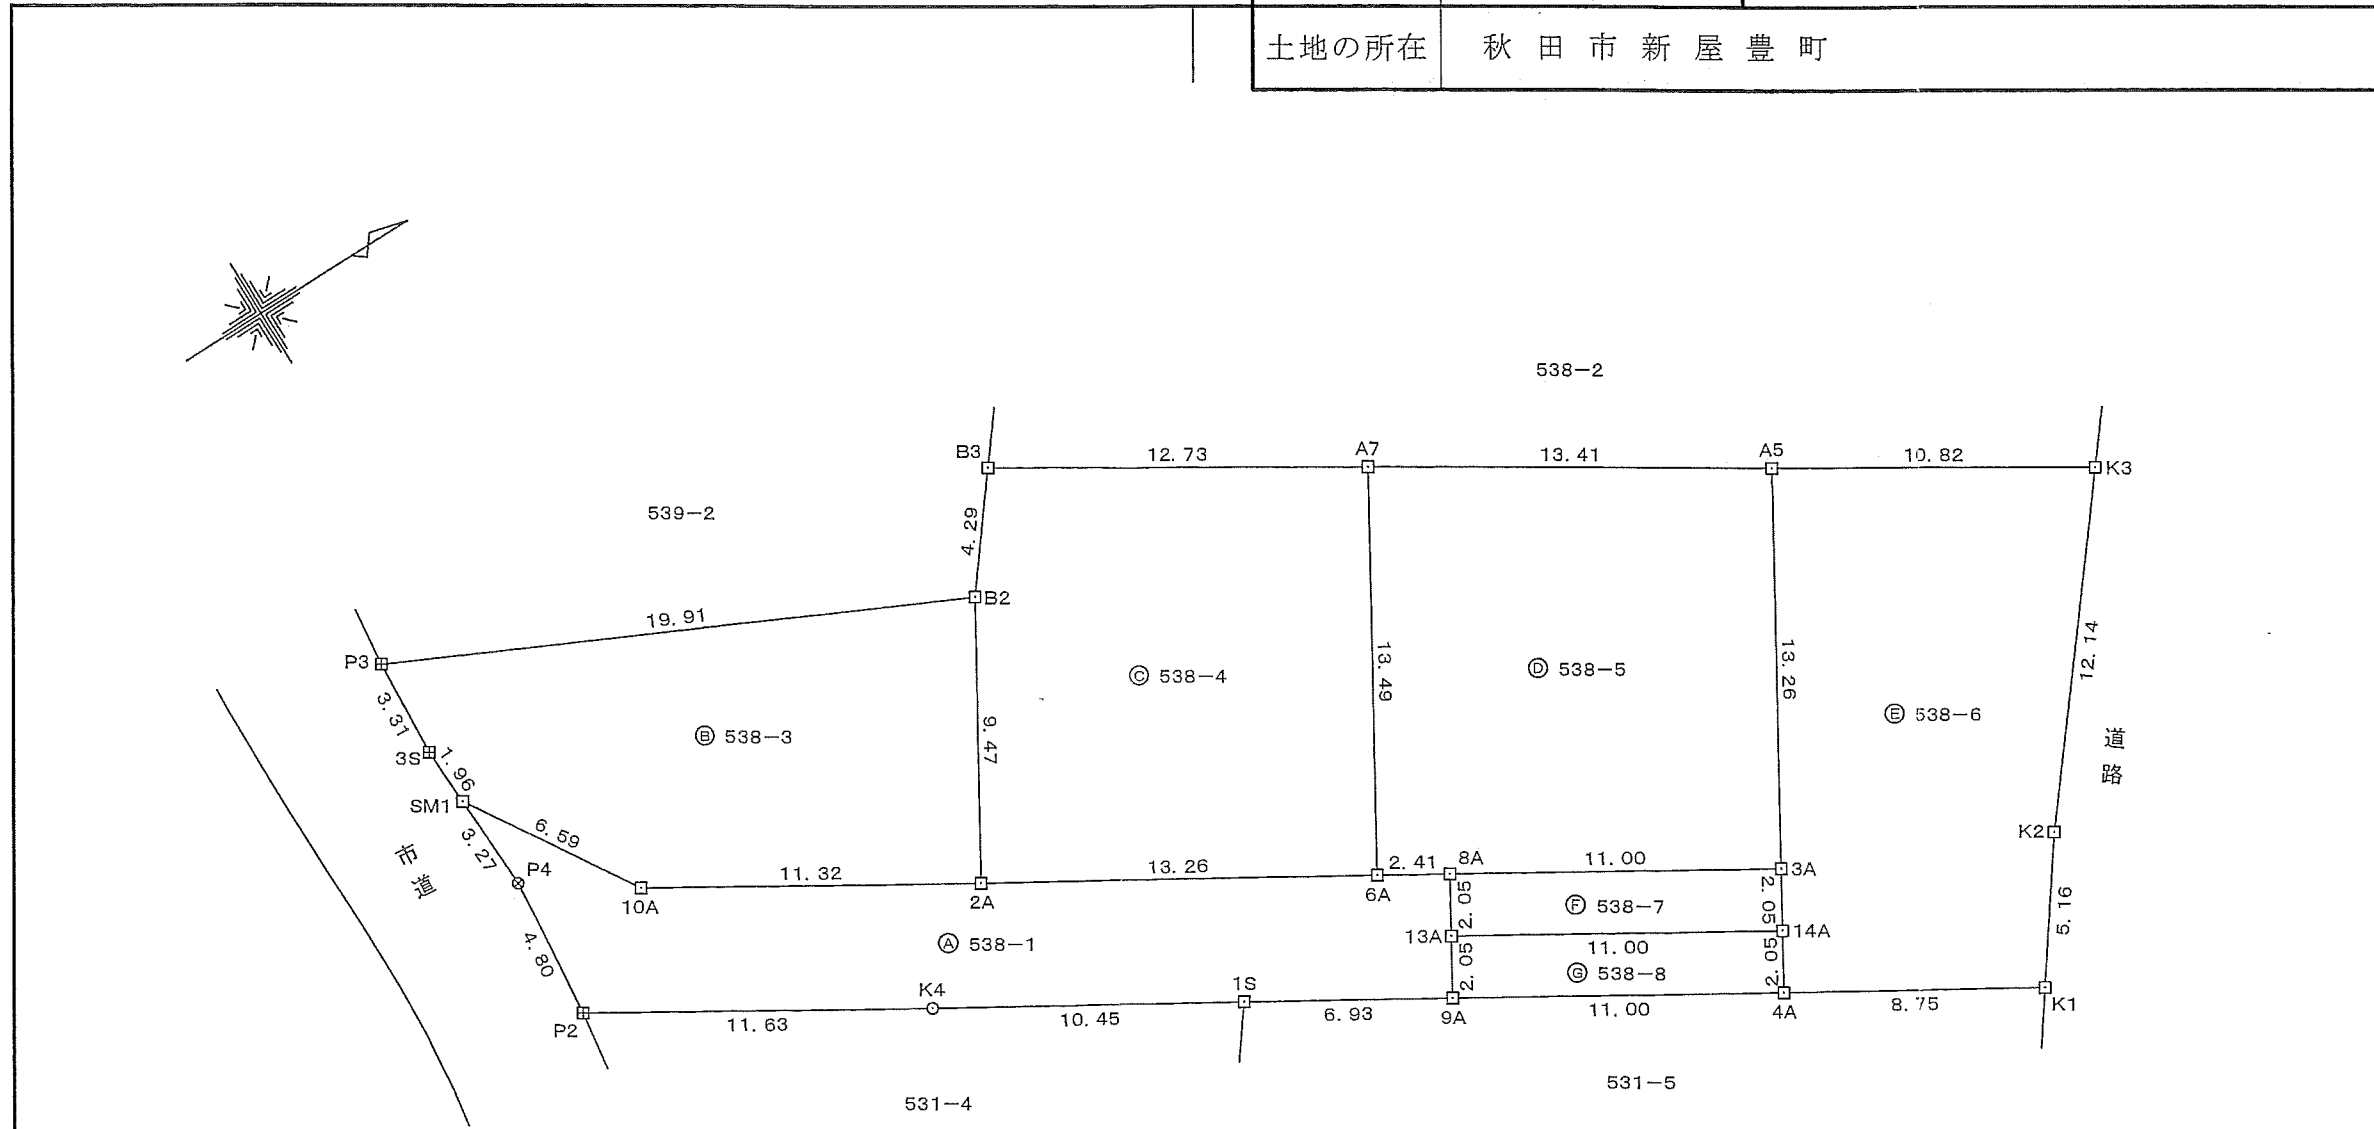 土地の所在 秋田市新屋豊町
538-2
B3 12.73 A7 13.41 A5 10.82 K3
539-2
4.29
B2
19.91
P3
3.31
3S
1.96
SM1
6.59
3.27
P4
市道
4.80
9.47
Ⓑ 538-3
Ⓒ 538-4
13.49
Ⓓ 538-5
13.26
Ⓔ 538-6
12.14
道路
K2
5.16
10A 11.32 2A 13.26 6A 2.41 8A 11.00 3A
2.05
Ⓕ 538-7
2.05
13A 11.00 14A
Ⓐ 538-1
2.05
Ⓖ 538-8
2.05
P2 11.63 K4 10.45 1S 6.93 9A 11.00 4A 8.75 K1
531-4
531-5